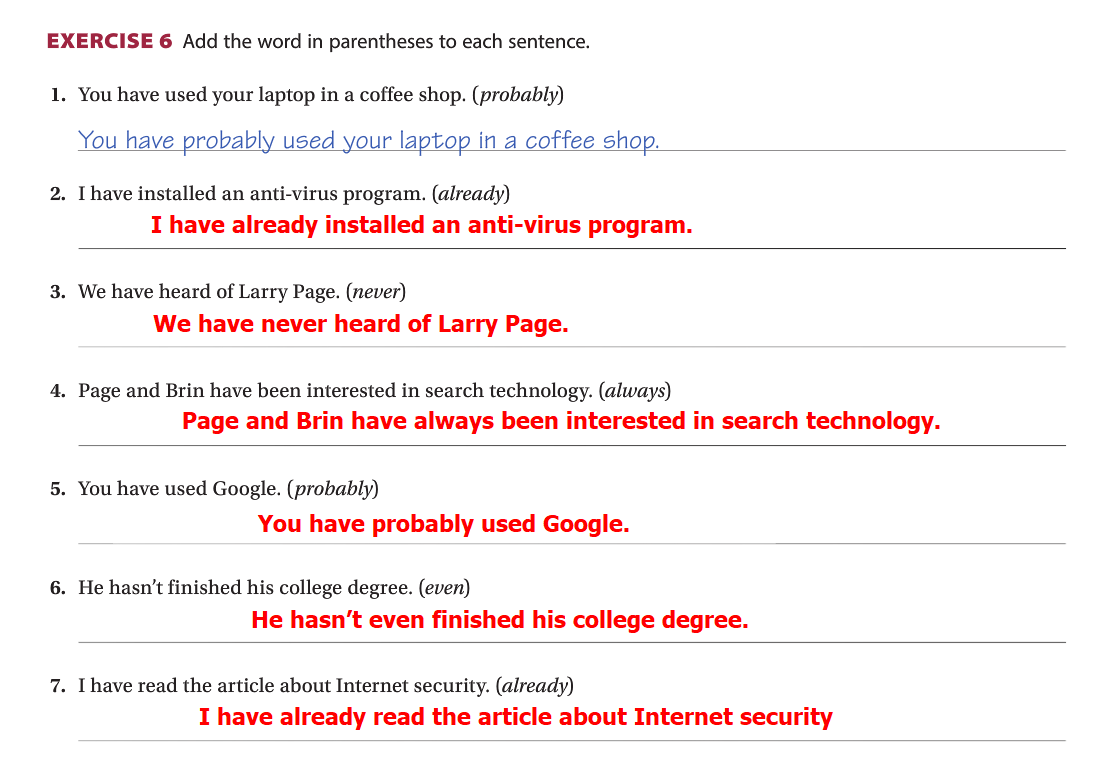 EXERCISE 6 Add the word in parentheses to each sentence.
1. You have used your laptop in a coffee shop. (probably)
You have probably used your laptop in a coffee shop.
2. I have installed an anti-virus program. (already)
I have already installed an anti-virus program.
3. We have heard of Larry Page. (never)
We have never heard of Larry Page.
4. Page and Brin have been interested in search technology. (always)
Page and Brin have always been interested in search technology.
5. You have used Google. (probably)
You have probably used Google.
6. He hasn’t finished his college degree. (even)
He hasn’t even finished his college degree.
7. I have read the article about Internet security. (already)
I have already read the article about Internet security